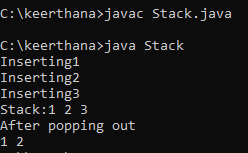 C:\keerthana>javac Stack.java
C:\keerthana>java Stack
Inserting1
Inserting2
Inserting3
Stack:1 2 3
After popping out
1 2